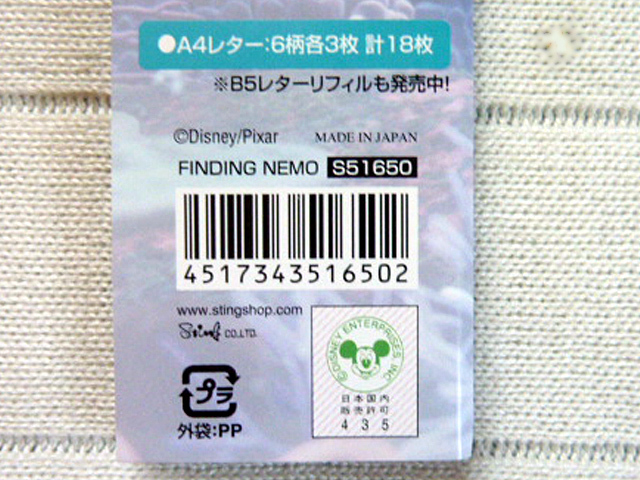 ●A4レター:6柄各3枚 計18枚
※B5レターリフィルも発売中!
©Disney/Pixar MADE IN JAPAN
FINDING NEMO S51650
4517343516502
www.stingshop.com
CO.,LTD.
©DISNEY ENTERPRISES, INC
日本国内
販売許可
435
プラ
外袋:PP